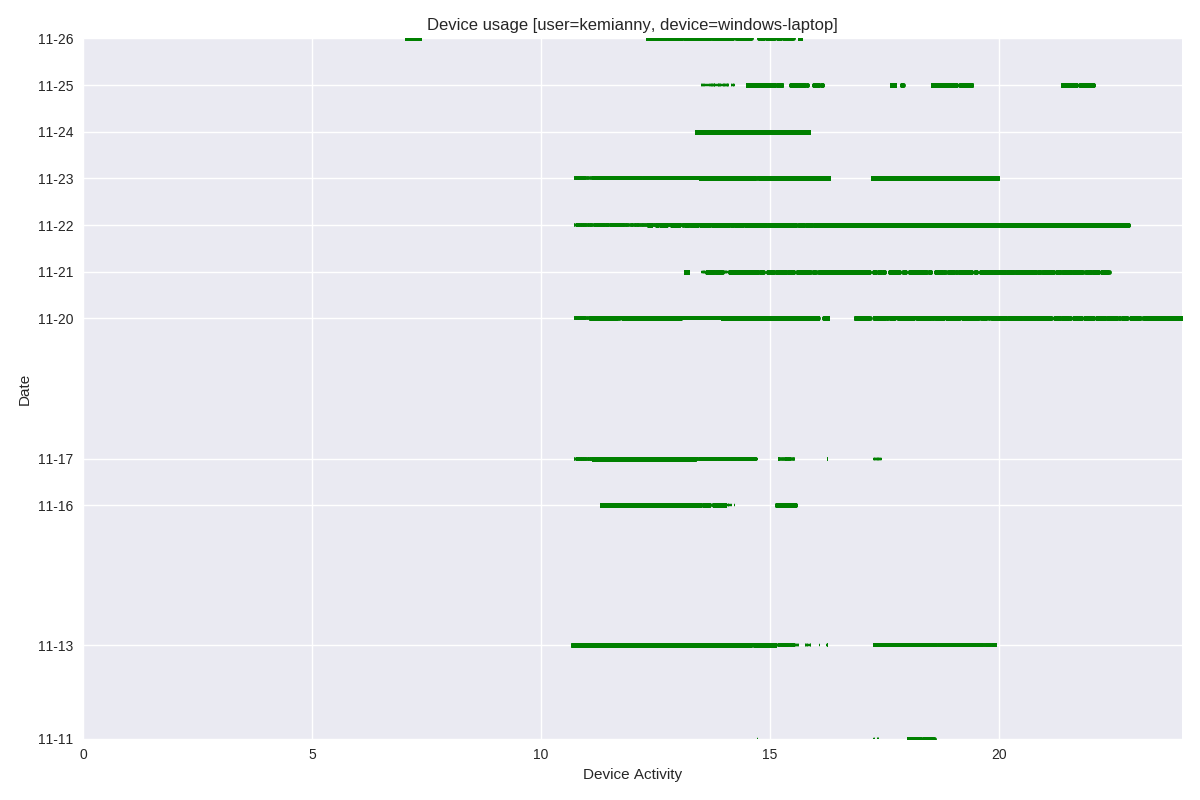 Device usage [user=kemianny, device=windows-laptop]
11-26
11-25
11-24
11-23
11-22
11-21
11-20
Date
11-17
11-16
11-13
11-11
0 5 10 15 20
Device Activity